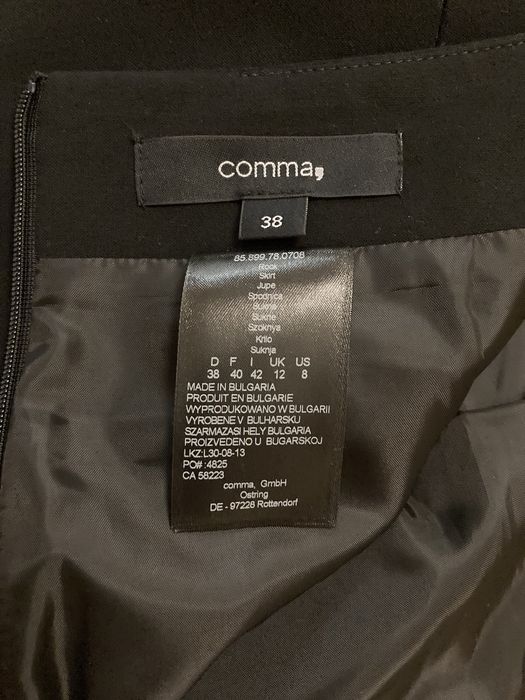 comma,
38
85.899.78.0708
Rock
Skirt
Jupe
Spodnica
Sukně
Sukne
Szoknya
Krilo
Suknja
D F I UK US
38 40 42 12 8
MADE IN BULGARIA
PRODUIT EN BULGARIE
WYPRODUKOWANO W BULGARII
VYROBENE V BULHARSKU
SZARMAZASI HELY BULGARIA
PROIZVEDENO U BUGARSKOJ
LKZ:L30-08-13
PO#:4825
CA 58223
comma, GmbH
Ostring
DE - 97228 Rottendorf